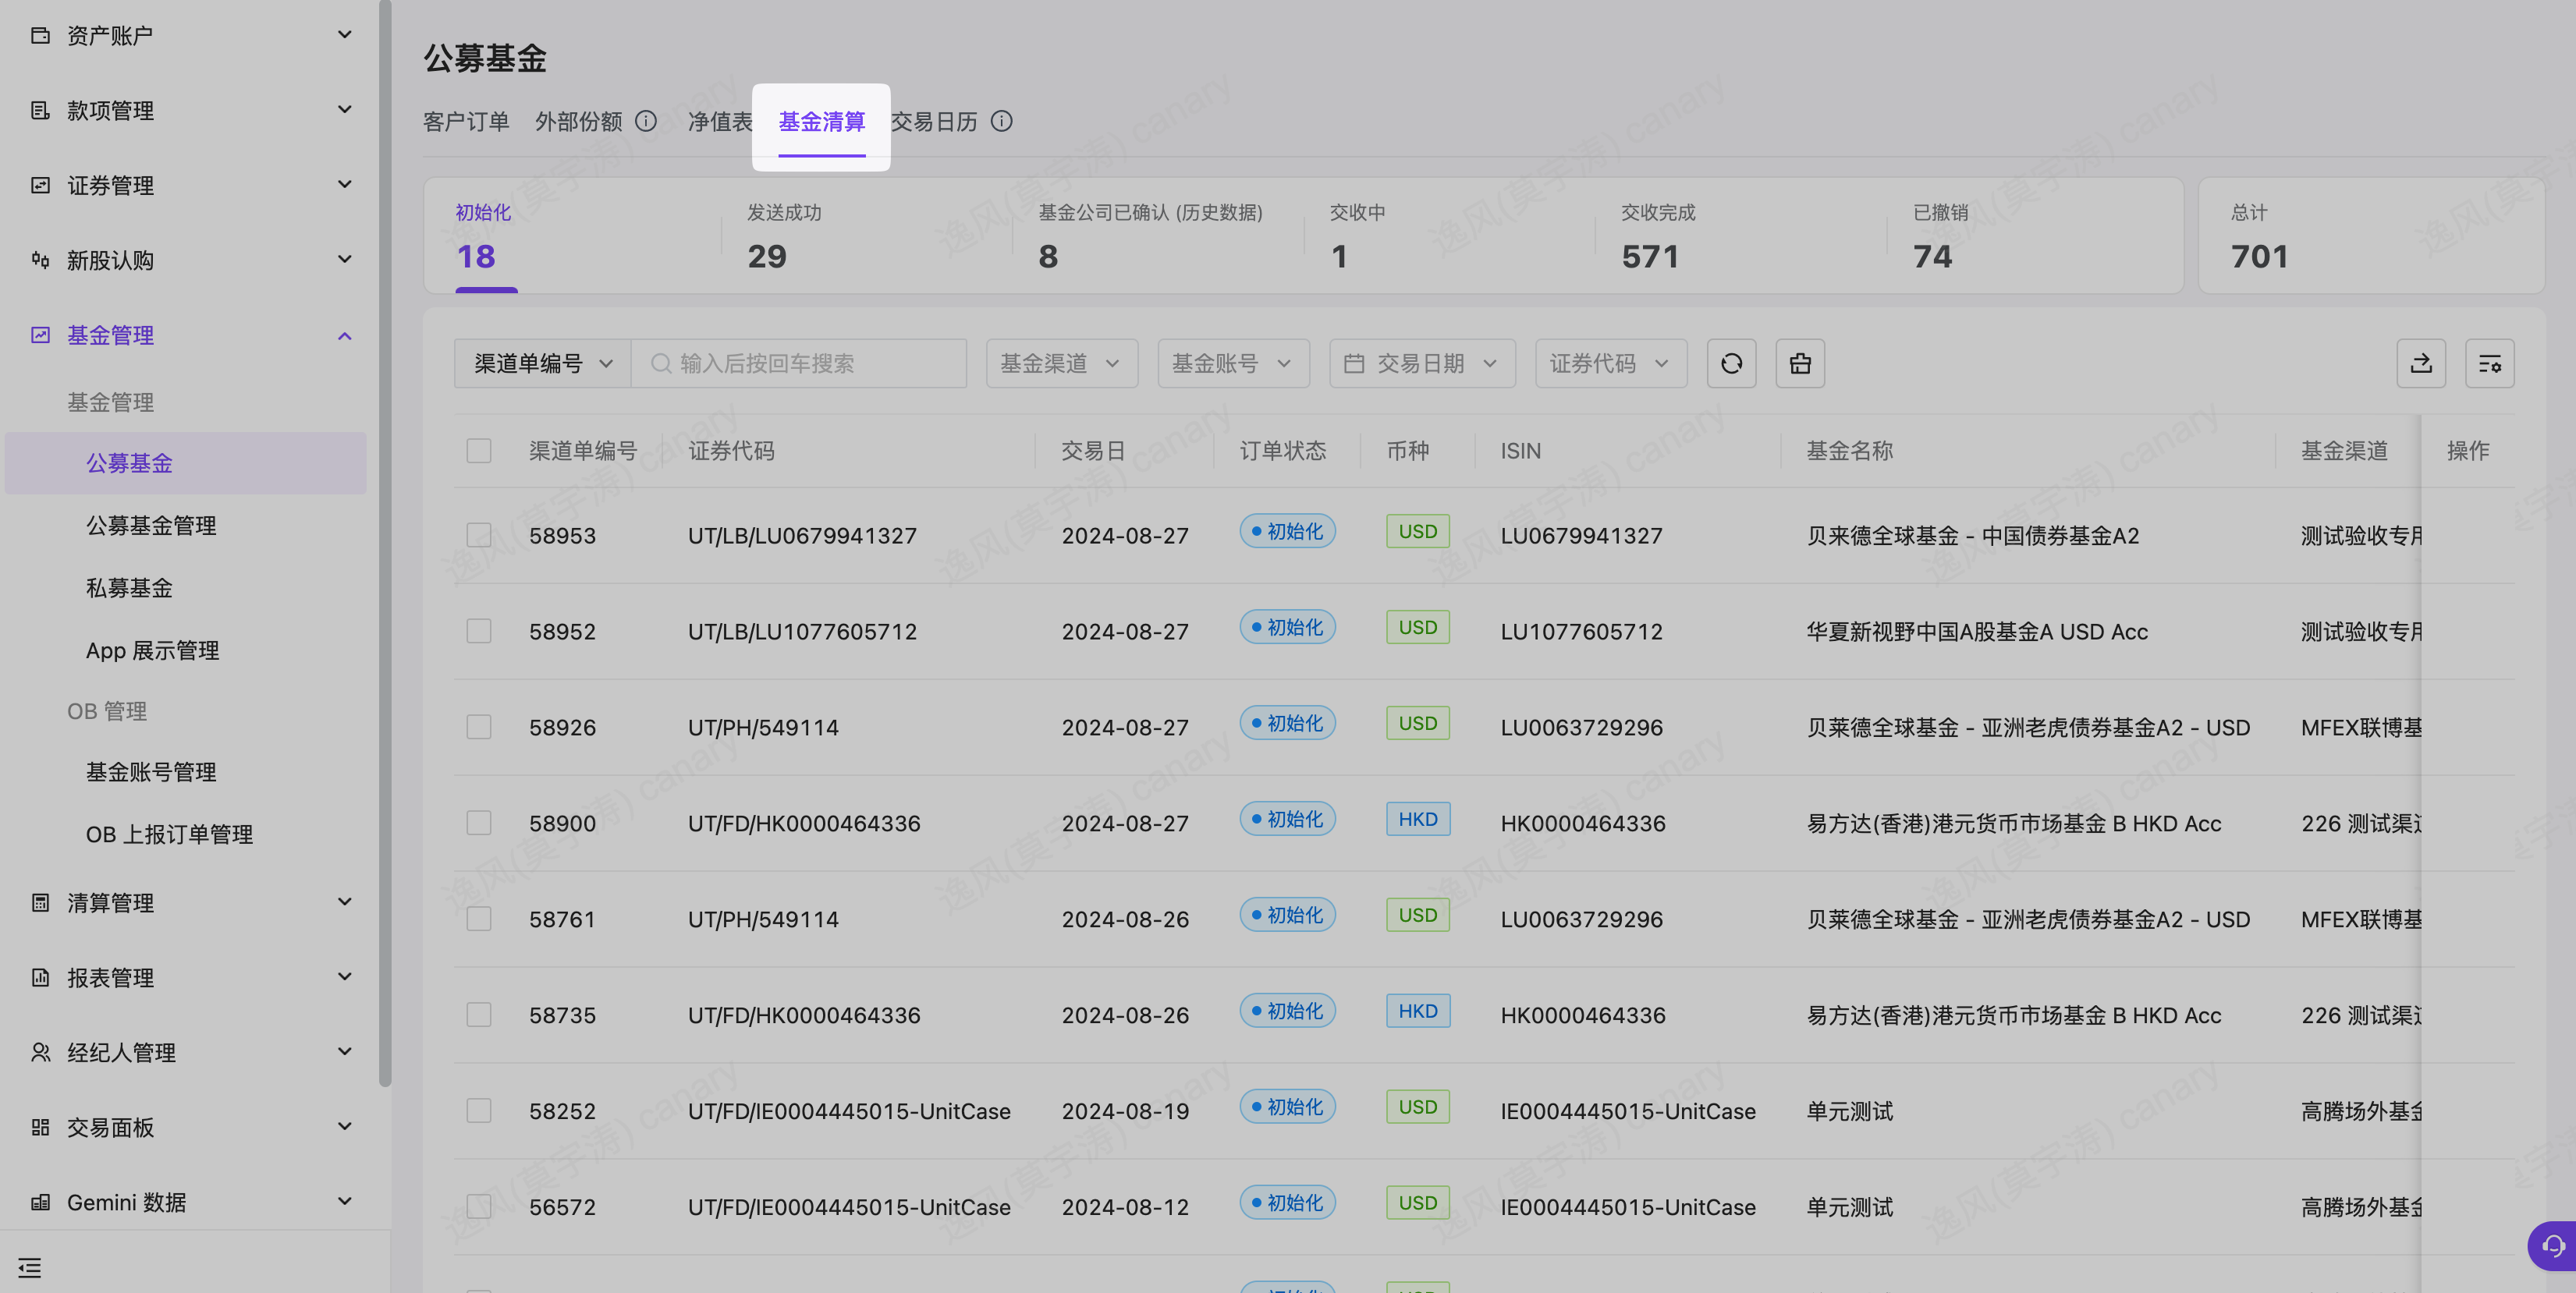 资产账户
款项管理
证券管理
新股认购
基金管理
基金管理
公募基金
公募基金管理
私募基金
App 展示管理
OB 管理
基金账号管理
OB 上报订单管理
清算管理
报表管理
经纪人管理
交易面板
Gemini 数据
公募基金
客户订单 外部份额 净值表 基金清算 交易日历
初始化 发送成功 基金公司已确认 (历史数据) 交收中 交收完成 已撤销 总计
18 29 8 1 571 74 701
渠道单编号 输入后按回车搜索 基金渠道 基金账号 交易日期 证券代码
渠道单编号 证券代码 交易日 订单状态 币种 ISIN 基金名称 基金渠道 操作
58953 UT/LB/LU0679941327 2024-08-27 初始化 USD LU0679941327 贝来德全球基金 - 中国债券基金A2 测试验收专用
58952 UT/LB/LU1077605712 2024-08-27 初始化 USD LU1077605712 华夏新视野中国A股基金A USD Acc 测试验收专用
58926 UT/PH/549114 2024-08-27 初始化 USD LU0063729296 贝莱德全球基金 - 亚洲老虎债券基金A2 - USD MFEX联博基
58900 UT/FD/HK0000464336 2024-08-27 初始化 HKD HK0000464336 易方达(香港)港元货币市场基金 B HKD Acc 226 测试渠道
58761 UT/PH/549114 2024-08-26 初始化 USD LU0063729296 贝莱德全球基金 - 亚洲老虎债券基金A2 - USD MFEX联博基
58735 UT/FD/HK0000464336 2024-08-26 初始化 HKD HK0000464336 易方达(香港)港元货币市场基金 B HKD Acc 226 测试渠道
58252 UT/FD/IE0004445015-UnitCase 2024-08-19 初始化 USD IE0004445015-UnitCase 单元测试 高腾场外基金
56572 UT/FD/IE0004445015-UnitCase 2024-08-12 初始化 USD IE0004445015-UnitCase 单元测试 高腾场外基金
逸风(莫宇涛) canary